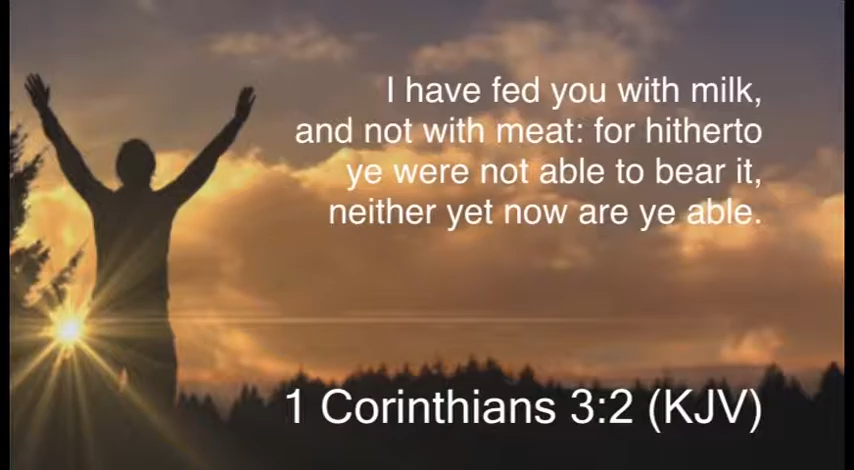 I have fed you with milk,
and not with meat: for hitherto
ye were not able to bear it,
neither yet now are ye able.
1 Corinthians 3:2 (KJV)